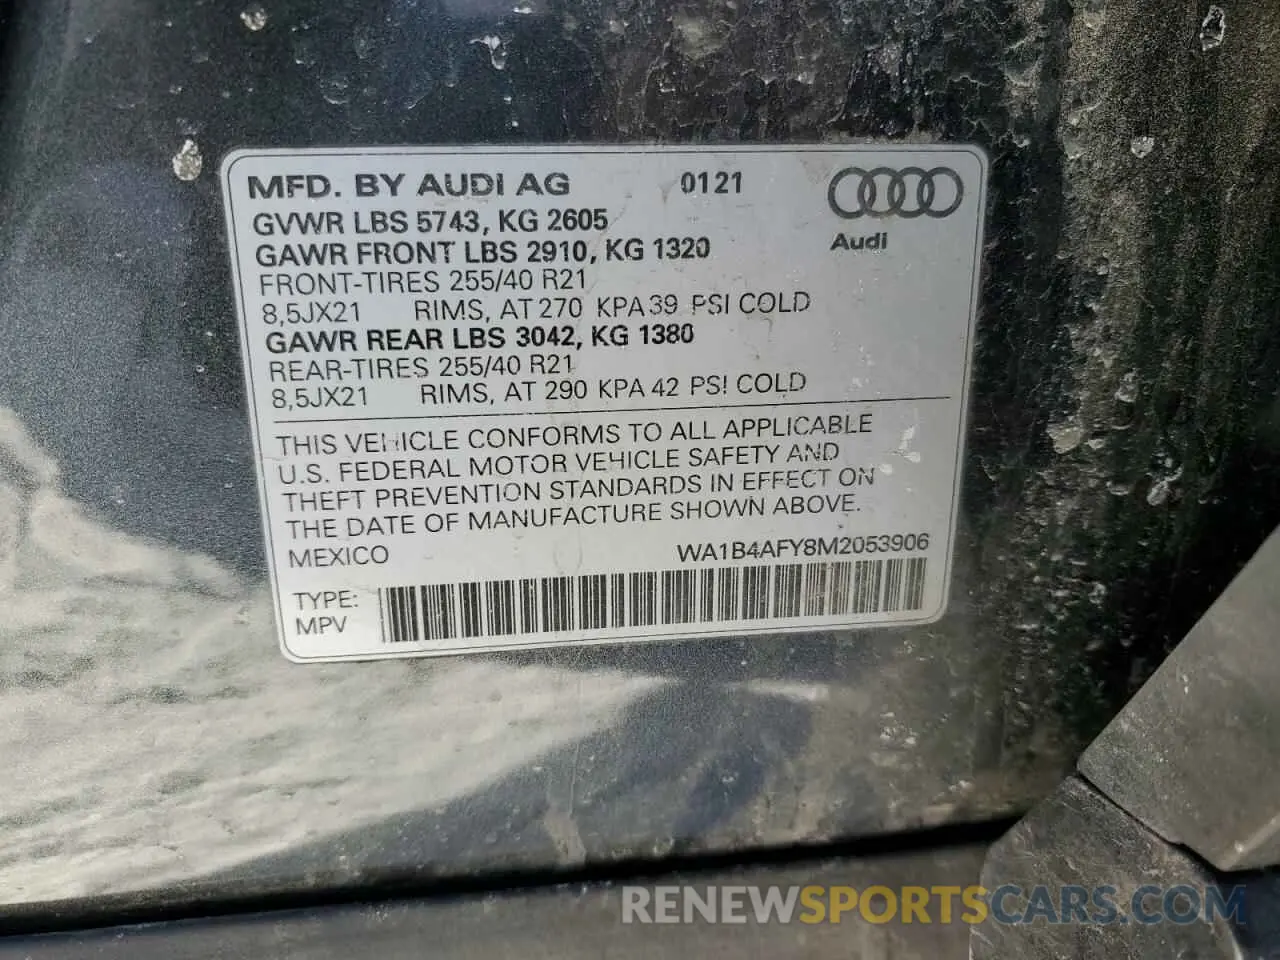 MFD. BY AUDI AG 0121
GVWR LBS 5743, KG 2605
GAWR FRONT LBS 2910, KG 1320
Audi
FRONT-TIRES 255/40 R21
8,5JX21 RIMS, AT 270 KPA 39 PSI COLD
GAWR REAR LBS 3042, KG 1380
REAR-TIRES 255/40 R21
8,5JX21 RIMS, AT 290 KPA 42 PSI COLD
THIS VEHICLE CONFORMS TO ALL APPLICABLE
U.S. FEDERAL MOTOR VEHICLE SAFETY AND
THEFT PREVENTION STANDARDS IN EFFECT ON
THE DATE OF MANUFACTURE SHOWN ABOVE.
MEXICO WA1B4AFY8M2053906
TYPE:
MPV
RENEWSPORTSCARS.COM